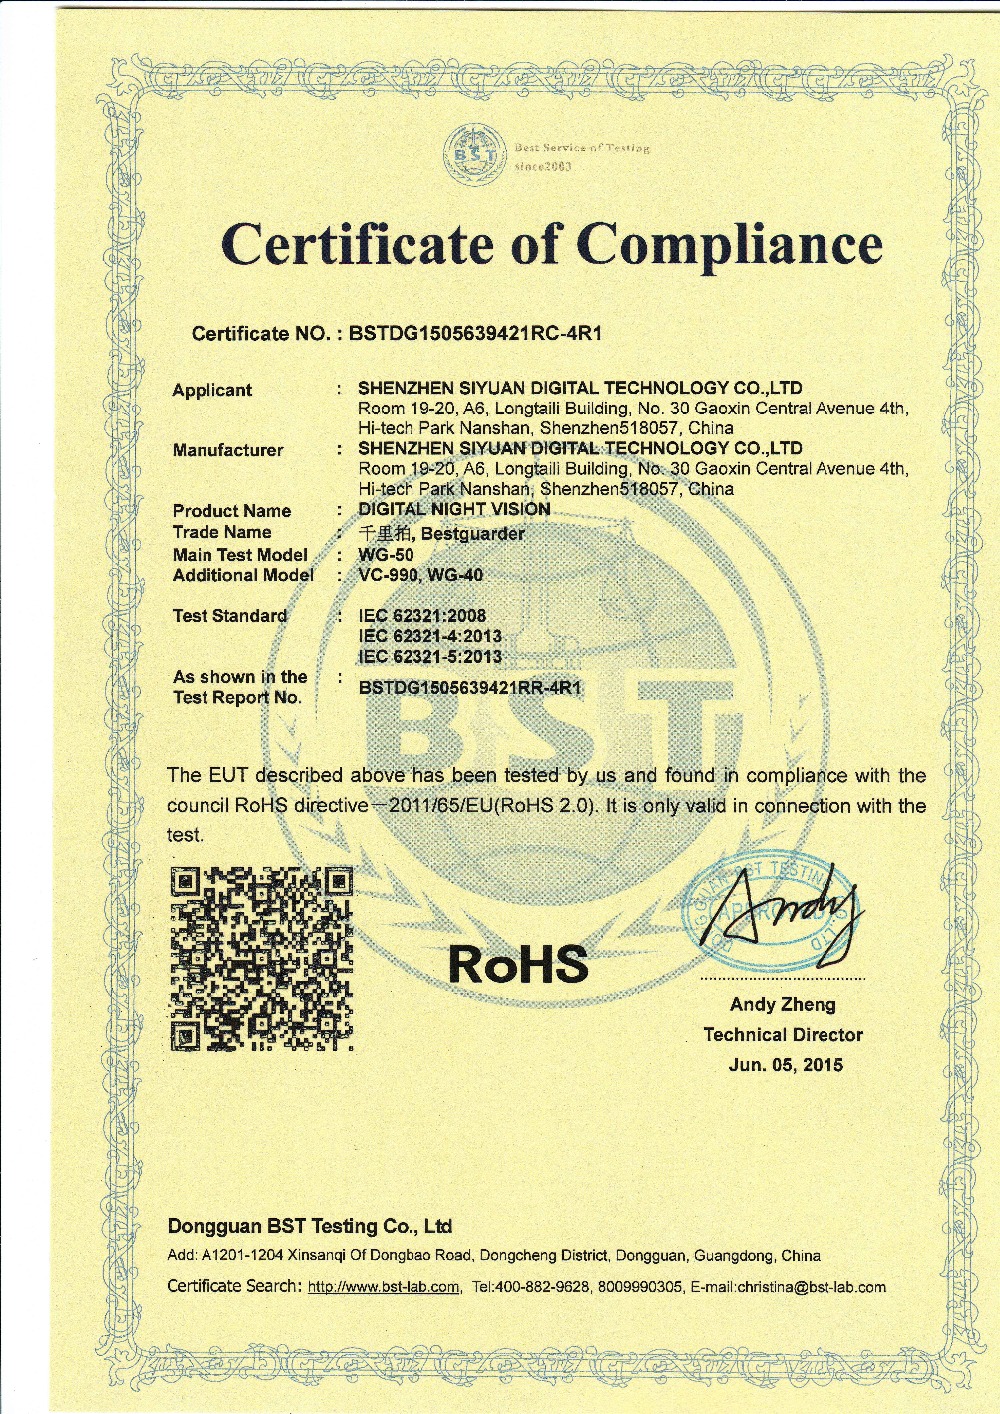 BST
Best Service of Testing
since2003
Certificate of Compliance
Certificate NO. : BSTDG1505639421RC-4R1
Applicant : SHENZHEN SIYUAN DIGITAL TECHNOLOGY CO.,LTD
Room 19-20, A6, Longtaili Building, No. 30 Gaoxin Central Avenue 4th,
Hi-tech Park Nanshan, Shenzhen518057, China
Manufacturer : SHENZHEN SIYUAN DIGITAL TECHNOLOGY CO.,LTD
Room 19-20, A6, Longtaili Building, No. 30 Gaoxin Central Avenue 4th,
Hi-tech Park Nanshan, Shenzhen518057, China
Product Name : DIGITAL NIGHT VISION
Trade Name : 千里拍, Bestguarder
Main Test Model : WG-50
Additional Model : VC-990, WG-40
Test Standard : IEC 62321:2008
IEC 62321-4:2013
IEC 62321-5:2013
As shown in the :
Test Report No. BSTDG1505639421RR-4R1
BST
The EUT described above has been tested by us and found in compliance with the
council RoHS directive—2011/65/EU(RoHS 2.0). It is only valid in connection with the
test.
RoHS
BST TESTING
Andy
Andy Zheng
Technical Director
Jun. 05, 2015
Dongguan BST Testing Co., Ltd
Add: A1201-1204 Xinsanqi Of Dongbao Road, Dongcheng District, Dongguan, Guangdong, China
Certificate Search: http://www.bst-lab.com, Tel:400-882-9628, 8009990305, E-mail:christina@bst-lab.com